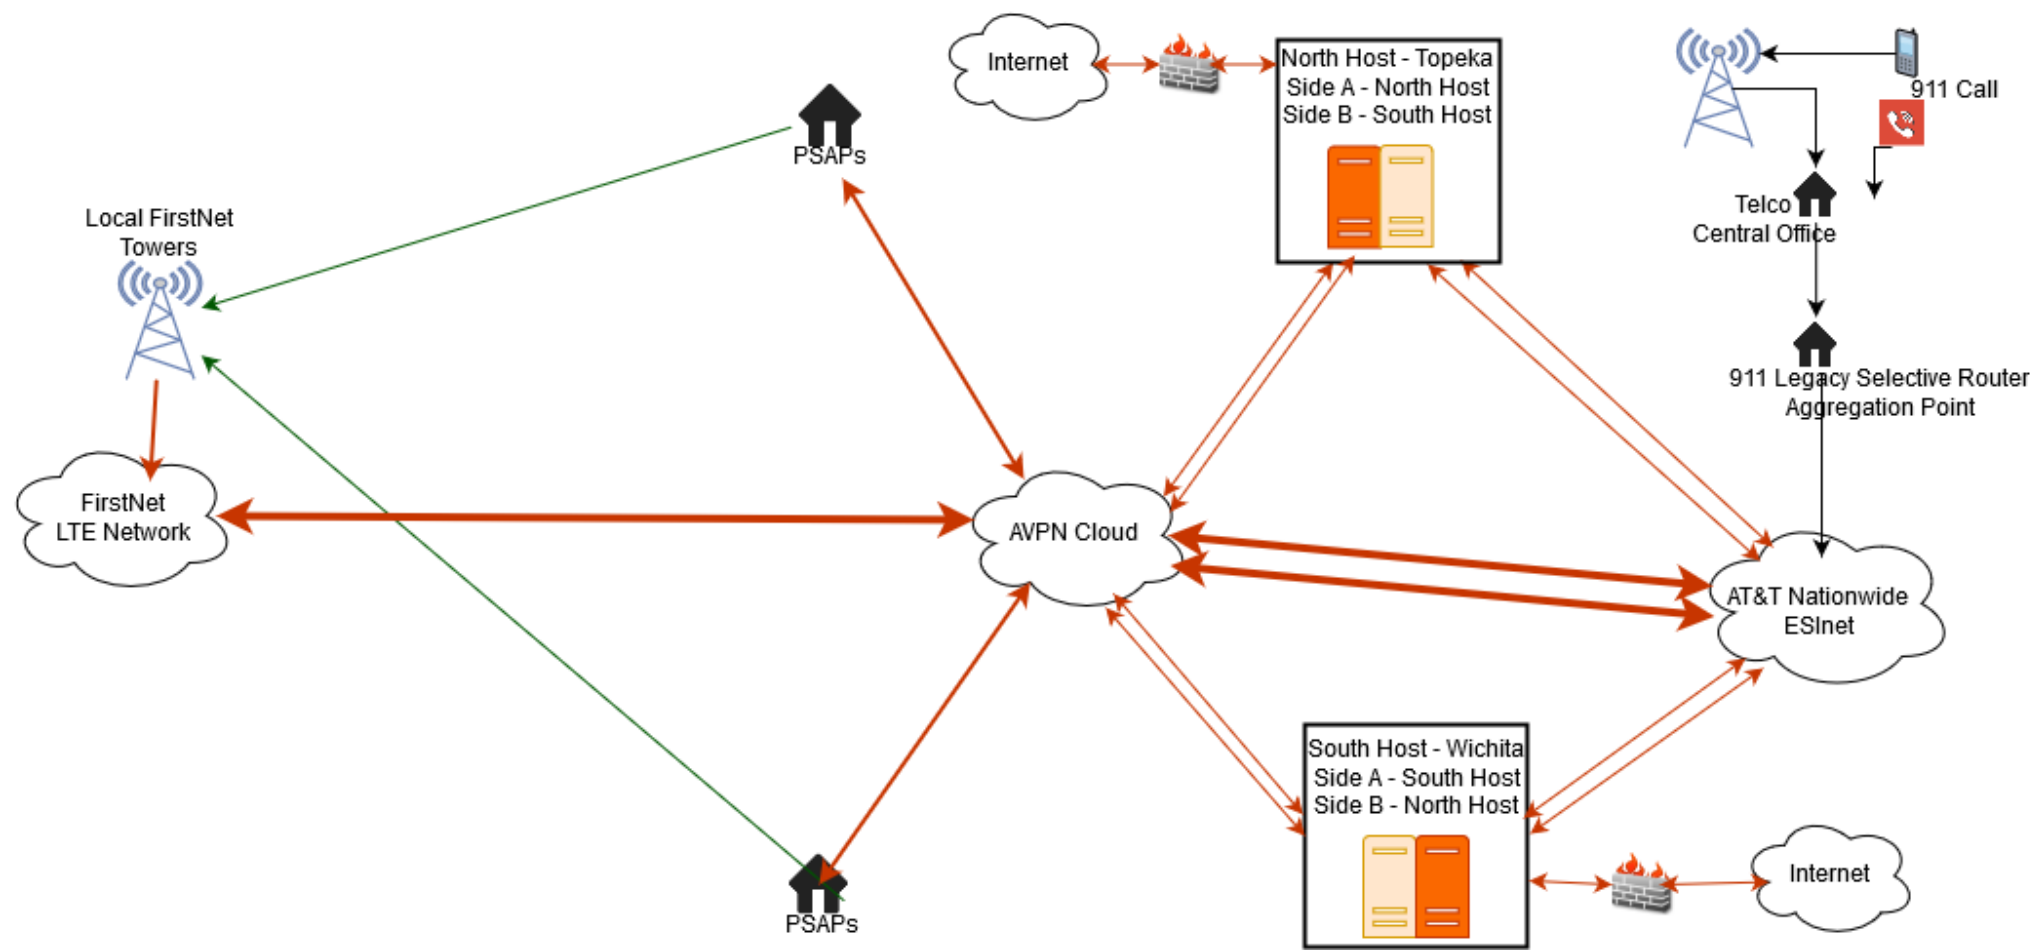 Internet
North Host - Topeka
Side A - North Host
Side B - South Host
911 Call
PSAPs
Telco
Central Office
Local FirstNet
Towers
911 Legacy Selective Router
Aggregation Point
FirstNet
LTE Network
AVPN Cloud
AT&T Nationwide
ESInet
South Host - Wichita
Side A - South Host
Side B - North Host
Internet
PSAPs